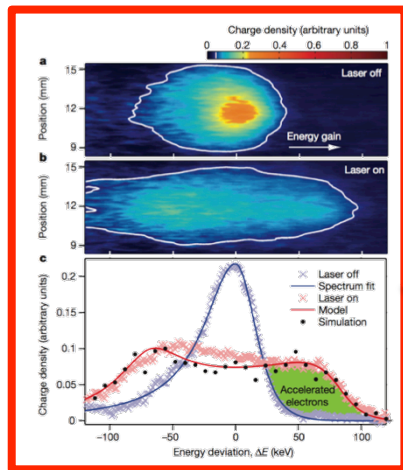 Charge density (arbitrary units)
0 0.2 0.4 0.6 0.8 1
a
Laser off
15
12
9
Position (mm)
Energy gain
b
Laser on
15
12
9
Position (mm)
c
0.2
0.15
0.1
0.05
0
Charge density (arbitrary units)
Laser off
Spectrum fit
Laser on
Model
Simulation
Accelerated
electrons
−100 −50 0 50 100
Energy deviation, ΔE (keV)